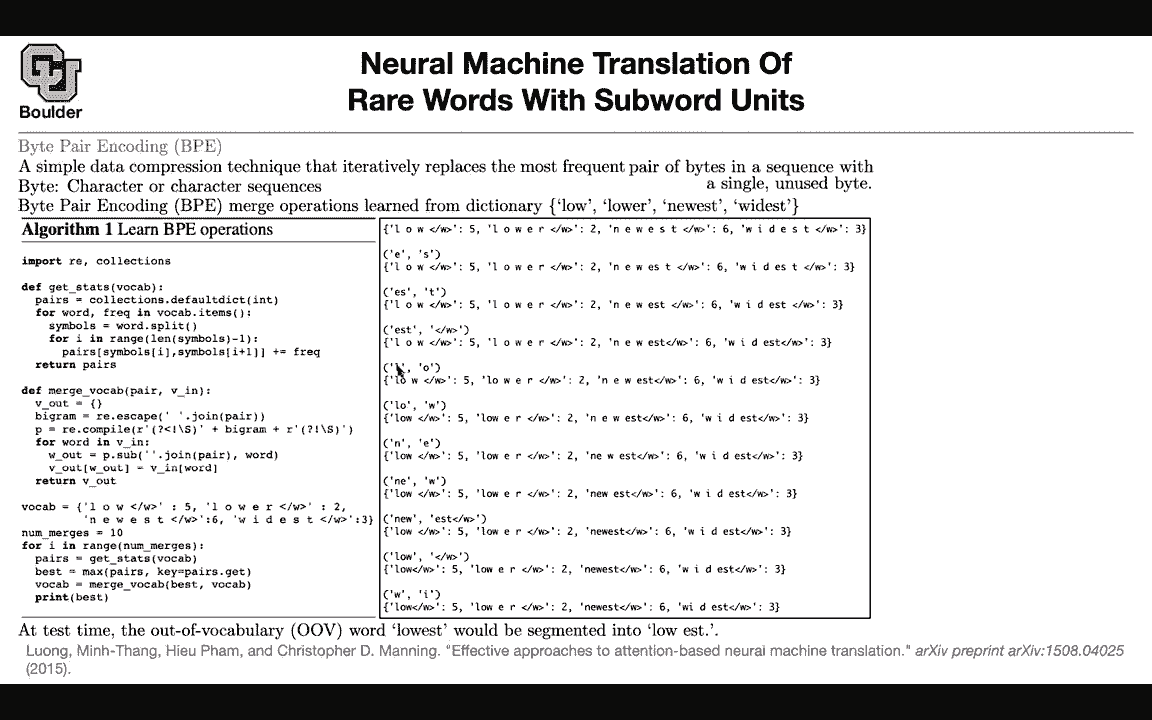 Boulder
Neural Machine Translation Of
Rare Words With Subword Units
Byte Pair Encoding (BPE)
A simple data compression technique that iteratively replaces the most frequent pair of bytes in a sequence with
a single, unused byte.
Byte: Character or character sequences
Byte Pair Encoding (BPE) merge operations learned from dictionary {‘low’, ‘lower’, ‘newest’, ‘widest’}
Algorithm 1 Learn BPE operations
import re, collections
def get_stats(vocab):
  pairs = collections.defaultdict(int)
  for word, freq in vocab.items():
    symbols = word.split()
    for i in range(len(symbols)-1):
      pairs[symbols[i],symbols[i+1]] += freq
  return pairs
def merge_vocab(pair, v_in):
  v_out = {}
  bigram = re.escape(' '.join(pair))
  p = re.compile(r'(?<!\S)' + bigram + r'(?!\S)')
  for word in v_in:
    w_out = p.sub(''.join(pair), word)
    v_out[w_out] = v_in[word]
  return v_out
vocab = {'l o w </w>' : 5, 'l o w e r </w>' : 2,
         'n e w e s t </w>':6, 'w i d e s t </w>':3}
num_merges = 10
for i in range(num_merges):
  pairs = get_stats(vocab)
  best = max(pairs, key=pairs.get)
  vocab = merge_vocab(best, vocab)
  print(best)
{'l o w </w>': 5, 'l o w e r </w>': 2, 'n e w e s t </w>': 6, 'w i d e s t </w>': 3}
('e', 's')
{'l o w </w>': 5, 'l o w e r </w>': 2, 'n e w es t </w>': 6, 'w i d es t </w>': 3}
('es', 't')
{'l o w </w>': 5, 'l o w e r </w>': 2, 'n e w est </w>': 6, 'w i d est </w>': 3}
('est', '</w>')
{'l o w </w>': 5, 'l o w e r </w>': 2, 'n e w est</w>': 6, 'w i d est</w>': 3}
('l', 'o')
{'lo w </w>': 5, 'lo w e r </w>': 2, 'n e w est</w>': 6, 'w i d est</w>': 3}
('lo', 'w')
{'low </w>': 5, 'low e r </w>': 2, 'n e w est</w>': 6, 'w i d est</w>': 3}
('n', 'e')
{'low </w>': 5, 'low e r </w>': 2, 'ne w est</w>': 6, 'w i d est</w>': 3}
('ne', 'w')
{'low </w>': 5, 'low e r </w>': 2, 'new est</w>': 6, 'w i d est</w>': 3}
('new', 'est</w>')
{'low </w>': 5, 'low e r </w>': 2, 'newest</w>': 6, 'w i d est</w>': 3}
('low', '</w>')
{'low</w>': 5, 'low e r </w>': 2, 'newest</w>': 6, 'w i d est</w>': 3}
('w', 'i')
{'low</w>': 5, 'low e r </w>': 2, 'newest</w>': 6, 'wi d est</w>': 3}
At test time, the out-of-vocabulary (OOV) word ‘lowest’ would be segmented into ‘low est.’.
Luong, Minh-Thang, Hieu Pham, and Christopher D. Manning. "Effective approaches to attention-based neural machine translation." arXiv preprint arXiv:1508.04025
(2015).